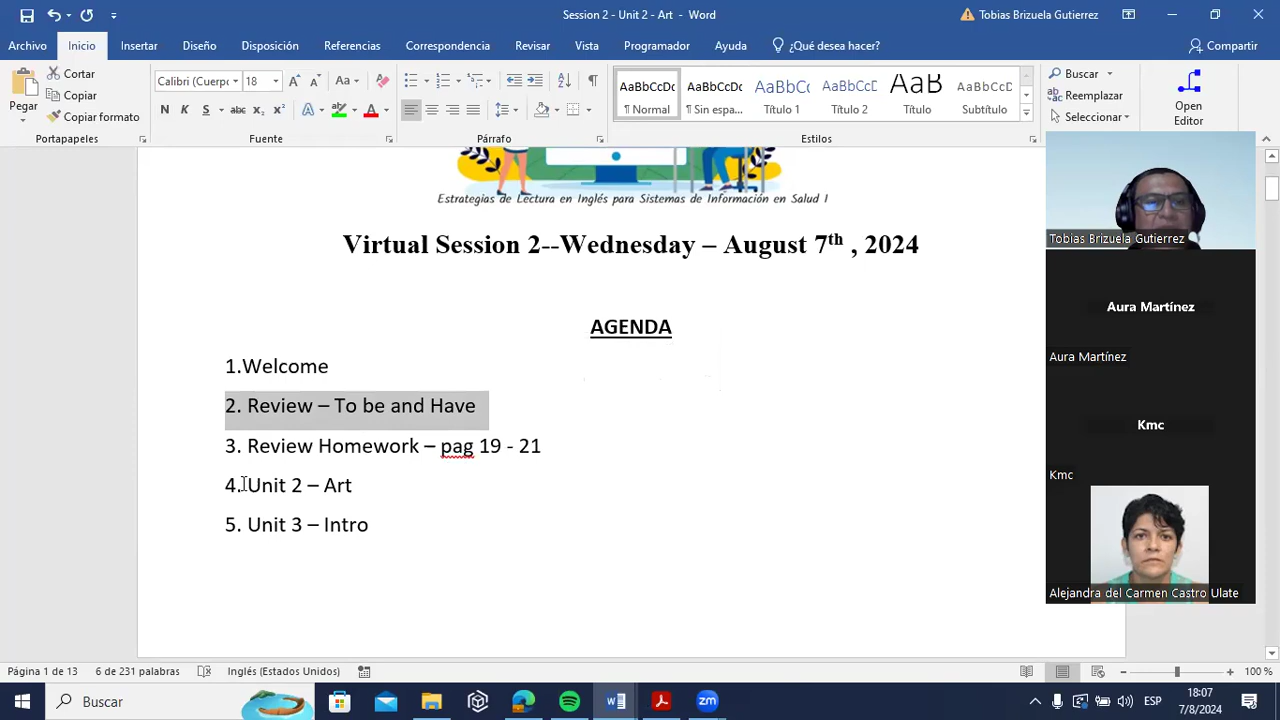 Session 2 - Unit 2 - Art - Word
Tobias Brizuela Gutierrez
Archivo Inicio Insertar Diseño Disposición Referencias Correspondencia Revisar Vista Programador Ayuda ¿Qué desea hacer? Compartir
Pegar
Cortar
Copiar
Copiar formato
Calibri (Cuerpo 18
N K S abc x₂ x²
AaBbCcDc AaBbCcDc AaBbCc AaBbCcD AaB AaBbCcD
¶ Normal ¶ Sin espa... Título 1 Título 2 Título Subtítulo
Buscar
Reemplazar
Seleccionar
Open
Editor
Portapapeles Fuente Párrafo Estilos
Estrategias de Lectura en Inglés para Sistemas de Información en Salud I
Virtual Session 2--Wednesday – August 7th , 2024
AGENDA
1.Welcome
2. Review – To be and Have
3. Review Homework – pag 19 - 21
4. Unit 2 – Art
5. Unit 3 – Intro
Tobias Brizuela Gutierrez
Aura Martínez
Aura Martínez
Kmc
Kmc
Alejandra del Carmen Castro Ulate
Página 1 de 13 6 de 231 palabras Inglés (Estados Unidos) 100 %
Buscar
ESP
18:07
7/8/2024